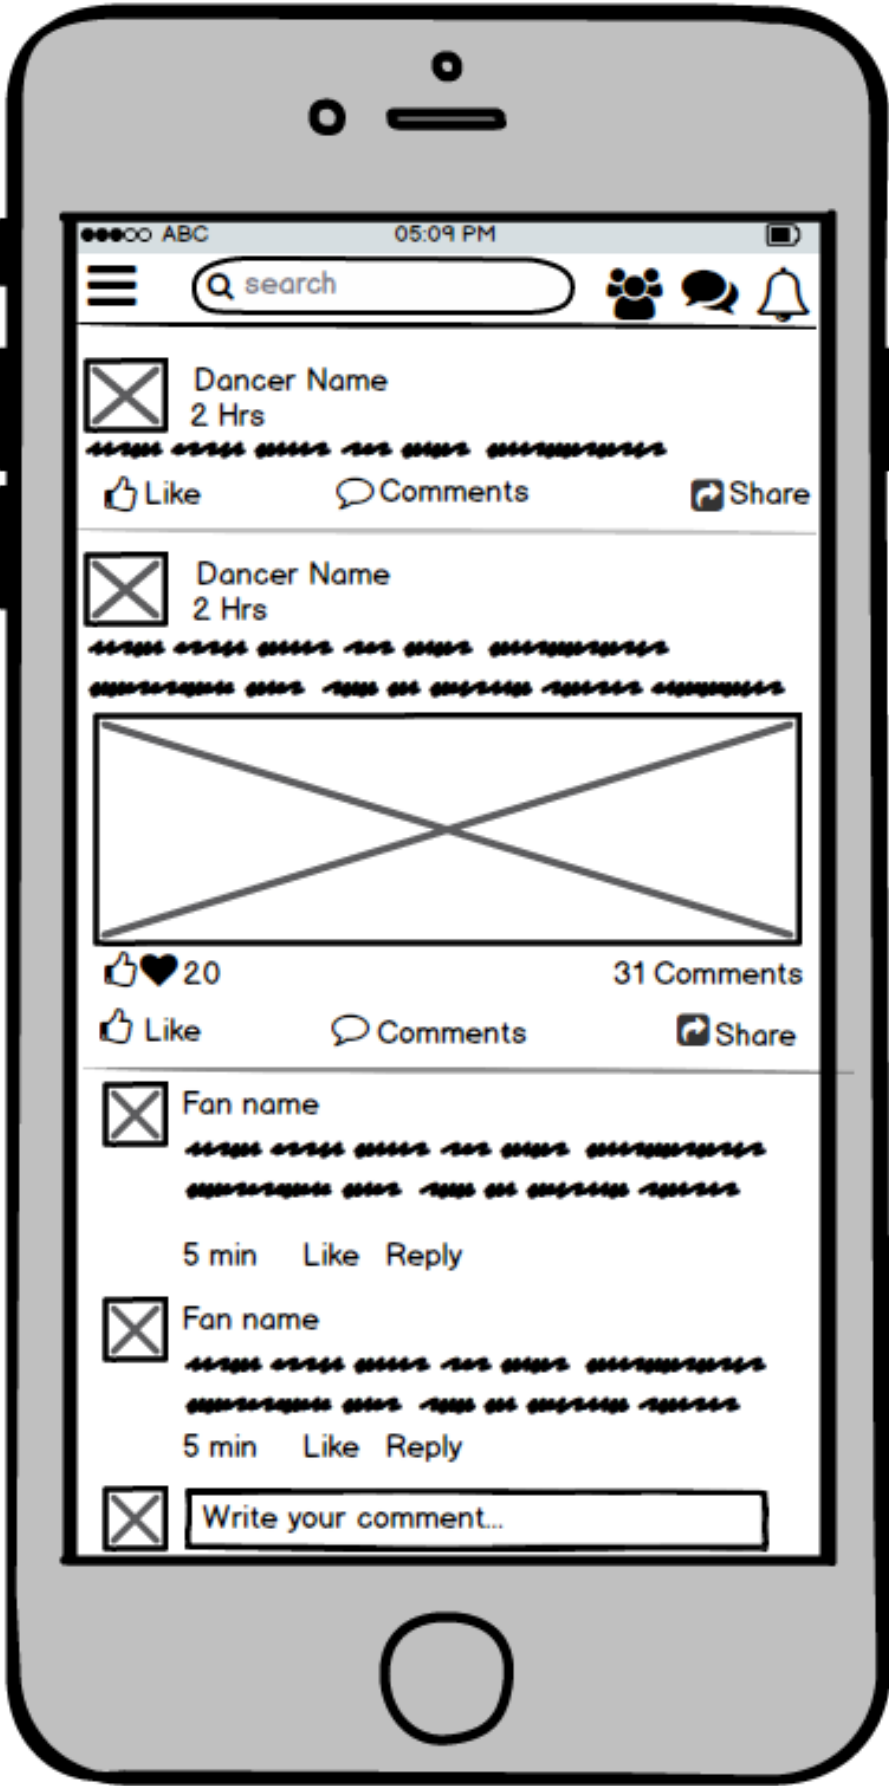 ABC 05:09 PM
search
Dancer Name
2 Hrs
Like Comments Share
Dancer Name
2 Hrs
20 31 Comments
Like Comments Share
Fan name
5 min Like Reply
Fan name
5 min Like Reply
Write your comment...